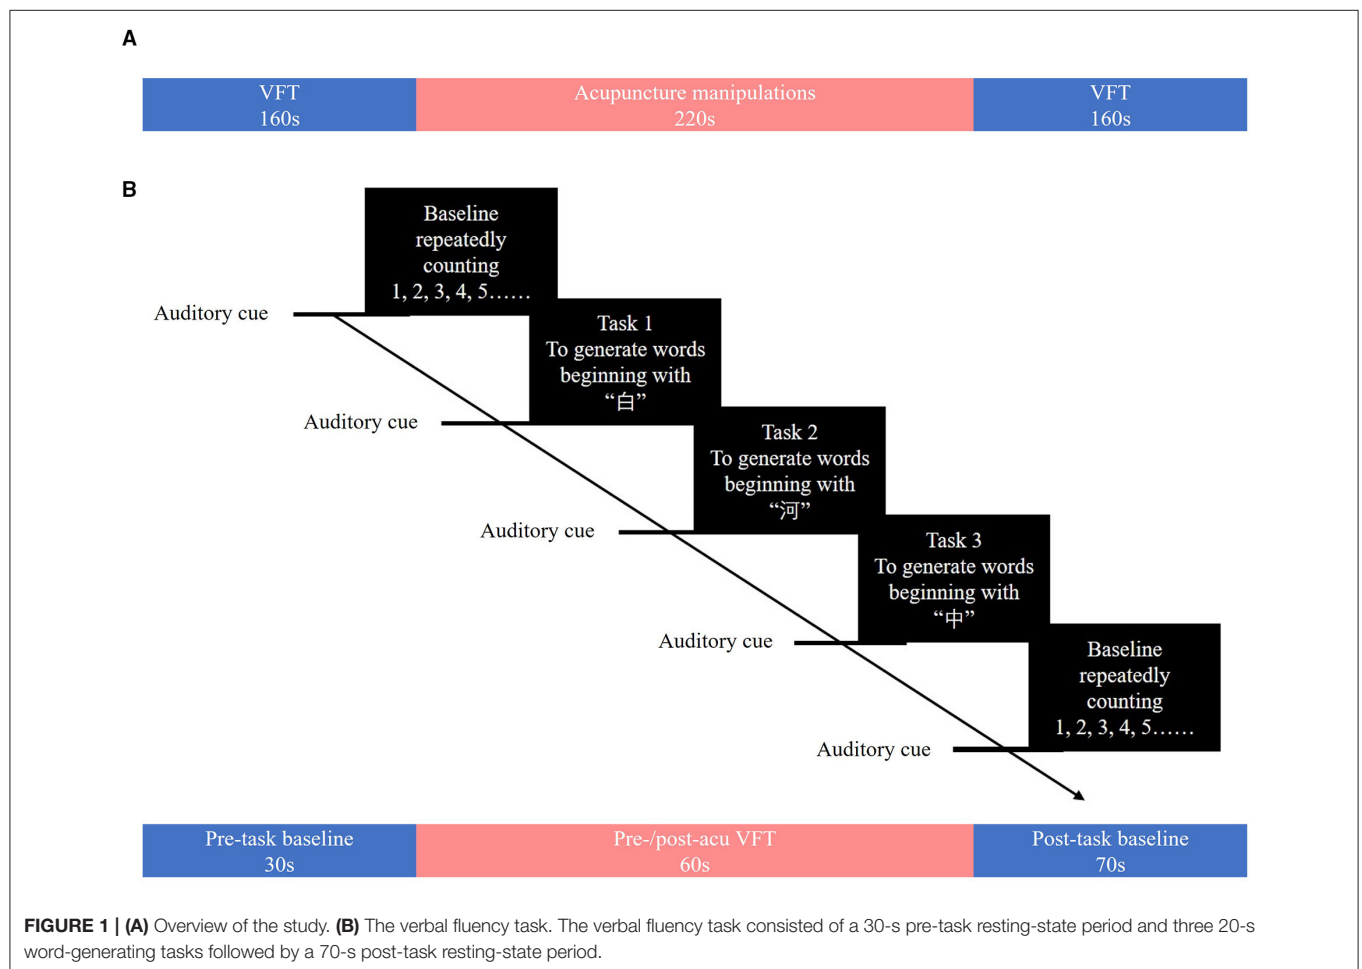 A
VFT
160s
Acupuncture manipulations
220s
VFT
160s
B
Baseline
repeatedly
counting
1, 2, 3, 4, 5……
Auditory cue
Task 1
To generate words
beginning with
“白”
Auditory cue
Task 2
To generate words
beginning with
“河”
Auditory cue
Task 3
To generate words
beginning with
“中”
Auditory cue
Baseline
repeatedly
counting
1, 2, 3, 4, 5……
Auditory cue
Pre-task baseline
30s
Pre-/post-acu VFT
60s
Post-task baseline
70s
FIGURE 1 | (A) Overview of the study. (B) The verbal fluency task. The verbal fluency task consisted of a 30-s pre-task resting-state period and three 20-s
word-generating tasks followed by a 70-s post-task resting-state period.